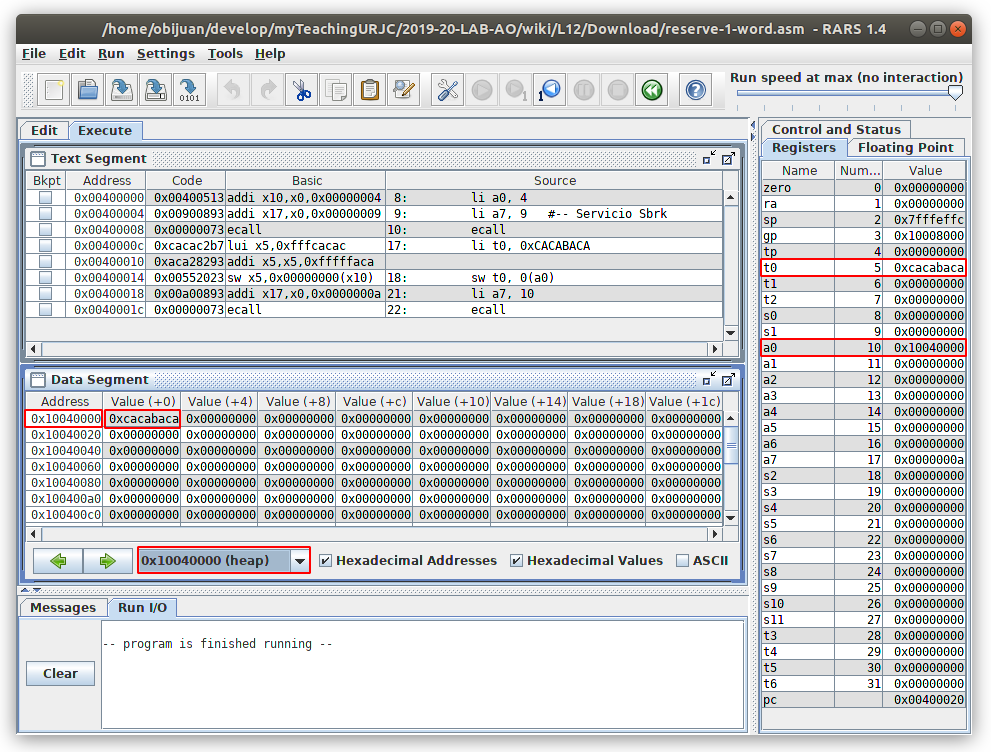 /home/obijuan/develop/myTeachingURJC/2019-20-LAB-AO/wiki/L12/Download/reserve-1-word.asm - RARS 1.4
File Edit Run Settings Tools Help
0101
1
1
Run speed at max (no interaction)
Edit Execute
Text Segment
Bkpt Address Code Basic Source
0x00400000 0x00400513 addi x10,x0,0x00000004 8: li a0, 4
0x00400004 0x00900893 addi x17,x0,0x00000009 9: li a7, 9 #-- Servicio Sbrk
0x00400008 0x00000073 ecall 10: ecall
0x0040000c 0xcacac2b7 lui x5,0xfffcacac 17: li t0, 0xCACABACA
0x00400010 0xaca28293 addi x5,x5,0xfffffaca
0x00400014 0x00552023 sw x5,0x00000000(x10) 18: sw t0, 0(a0)
0x00400018 0x00a00893 addi x17,x0,0x0000000a 21: li a7, 10
0x0040001c 0x00000073 ecall 22: ecall
Data Segment
Address Value (+0) Value (+4) Value (+8) Value (+c) Value (+10) Value (+14) Value (+18) Value (+1c)
0x10040000 0xcacabaca 0x00000000 0x00000000 0x00000000 0x00000000 0x00000000 0x00000000 0x00000000
0x10040020 0x00000000 0x00000000 0x00000000 0x00000000 0x00000000 0x00000000 0x00000000 0x00000000
0x10040040 0x00000000 0x00000000 0x00000000 0x00000000 0x00000000 0x00000000 0x00000000 0x00000000
0x10040060 0x00000000 0x00000000 0x00000000 0x00000000 0x00000000 0x00000000 0x00000000 0x00000000
0x10040080 0x00000000 0x00000000 0x00000000 0x00000000 0x00000000 0x00000000 0x00000000 0x00000000
0x100400a0 0x00000000 0x00000000 0x00000000 0x00000000 0x00000000 0x00000000 0x00000000 0x00000000
0x100400c0 0x00000000 0x00000000 0x00000000 0x00000000 0x00000000 0x00000000 0x00000000 0x00000000
0x10040000 (heap) Hexadecimal Addresses Hexadecimal Values ASCII
Messages Run I/O
-- program is finished running --
Clear
Control and Status
Registers Floating Point
Name Num... Value
zero 0 0x00000000
ra 1 0x00000000
sp 2 0x7fffeffc
gp 3 0x10008000
tp 4 0x00000000
t0 5 0xcacabaca
t1 6 0x00000000
t2 7 0x00000000
s0 8 0x00000000
s1 9 0x00000000
a0 10 0x10040000
a1 11 0x00000000
a2 12 0x00000000
a3 13 0x00000000
a4 14 0x00000000
a5 15 0x00000000
a6 16 0x00000000
a7 17 0x0000000a
s2 18 0x00000000
s3 19 0x00000000
s4 20 0x00000000
s5 21 0x00000000
s6 22 0x00000000
s7 23 0x00000000
s8 24 0x00000000
s9 25 0x00000000
s10 26 0x00000000
s11 27 0x00000000
t3 28 0x00000000
t4 29 0x00000000
t5 30 0x00000000
t6 31 0x00000000
pc 0x00400020